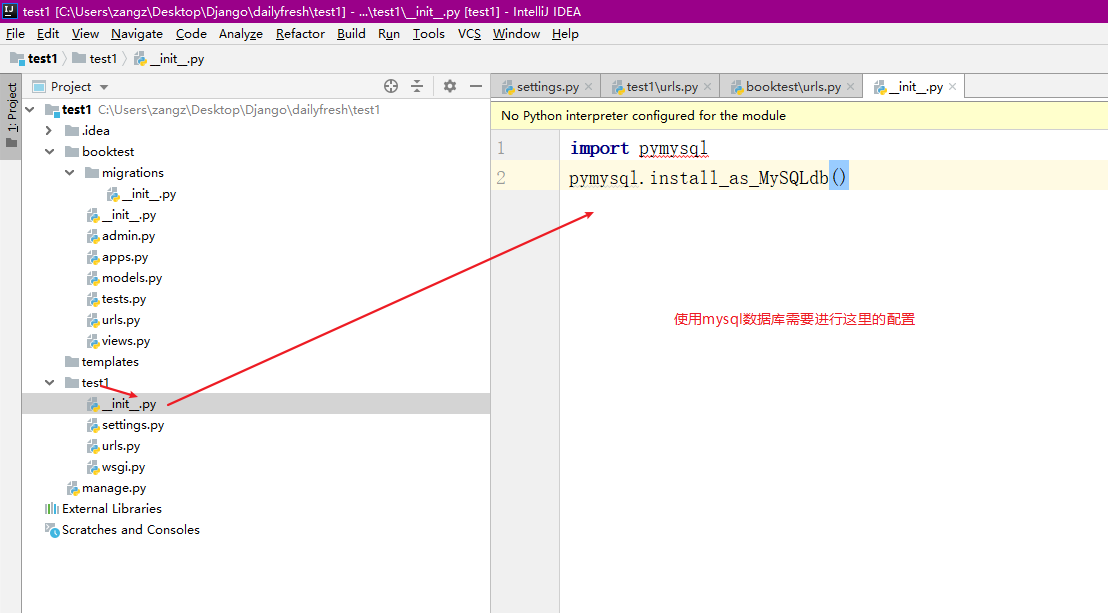 test1 [C:\Users\zangz\Desktop\Django\dailyfresh\test1] - ...\test1\__init__.py [test1] - IntelliJ IDEA
File Edit View Navigate Code Analyze Refactor Build Run Tools VCS Window Help
test1 test1 __init__.py
1: Project
Project
settings.py test1\urls.py booktest\urls.py __init__.py
test1 C:\Users\zangz\Desktop\Django\dailyfresh\test1
.idea
booktest
migrations
__init__.py
__init__.py
admin.py
apps.py
models.py
tests.py
urls.py
views.py
templates
test1
__init__.py
settings.py
urls.py
wsgi.py
manage.py
External Libraries
Scratches and Consoles
No Python interpreter configured for the module
1 import pymysql
2 pymysql.install_as_MySQLdb()
使用mysql数据库需要进行这里的配置